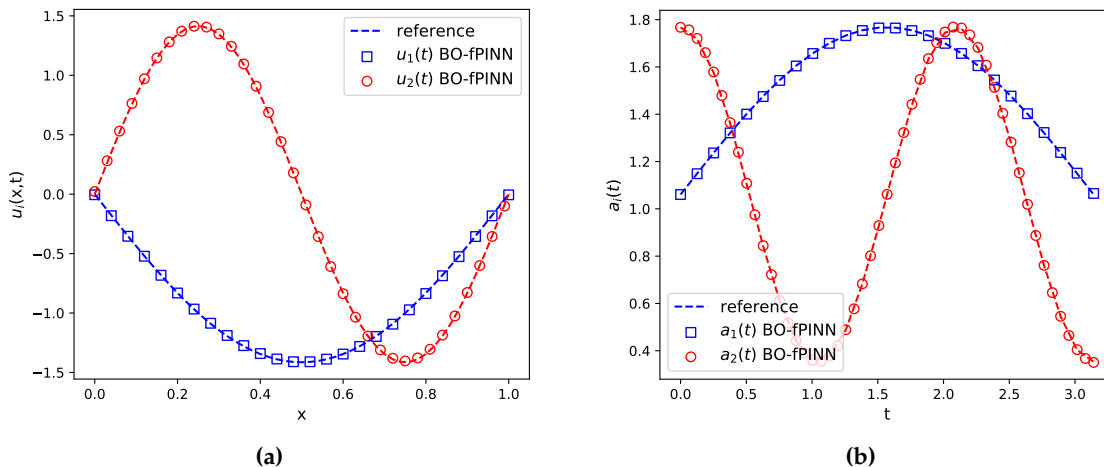 1.5
1.0
0.5
0.0
−0.5
−1.0
−1.5
u_i(x,t)
0.0 0.2 0.4 0.6 0.8 1.0
x
reference
u_1(t) BO-fPINN
u_2(t) BO-fPINN
(a)
1.8
1.6
1.4
1.2
1.0
0.8
0.6
0.4
a_i(t)
reference
a_1(t) BO-fPINN
a_2(t) BO-fPINN
0.0 0.5 1.0 1.5 2.0 2.5 3.0
t
(b)